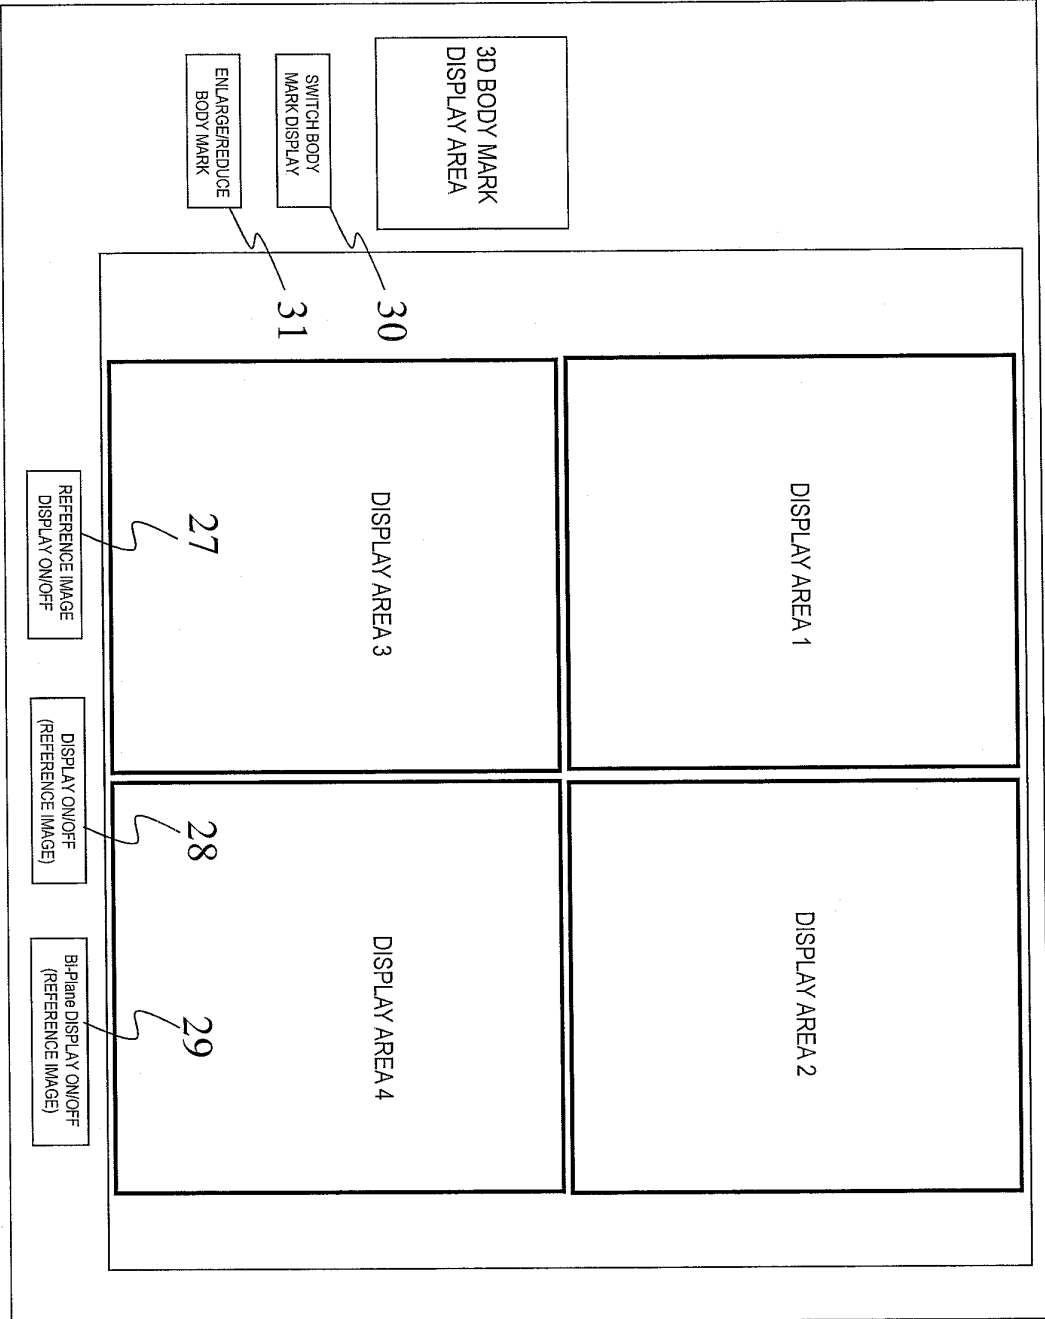 3D BODY MARK
DISPLAY AREA
SWITCH BODY
MARK DISPLAY
30
ENLARGE/REDUCE
BODY MARK
31
DISPLAY AREA 1
DISPLAY AREA 2
DISPLAY AREA 3
DISPLAY AREA 4
27
28
29
REFERENCE IMAGE
DISPLAY ON/OFF
DISPLAY ON/OFF
(REFERENCE IMAGE)
Bi-Plane DISPLAY ON/OFF
(REFERENCE IMAGE)